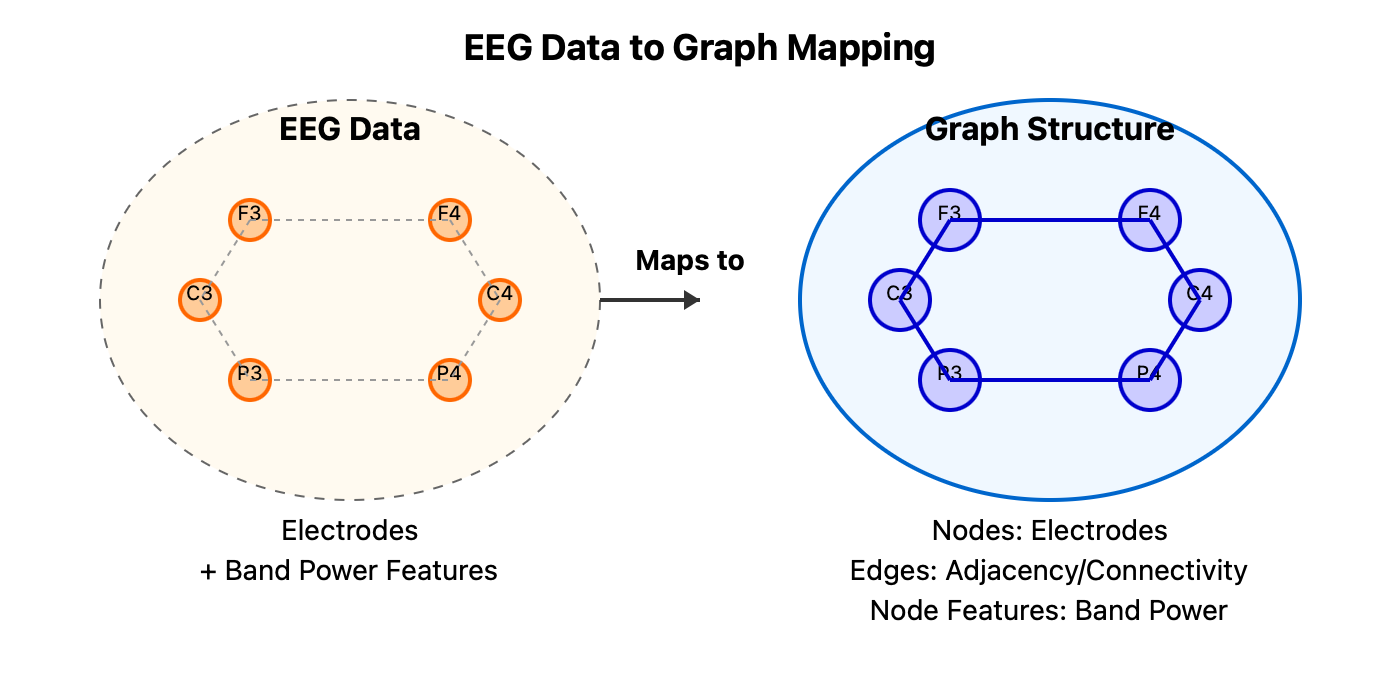 EEG Data to Graph Mapping
EEG Data
F3
F4
C3
C4
P3
P4
Electrodes
+ Band Power Features
Maps to
Graph Structure
F3
F4
C3
C4
P3
P4
Nodes: Electrodes
Edges: Adjacency/Connectivity
Node Features: Band Power